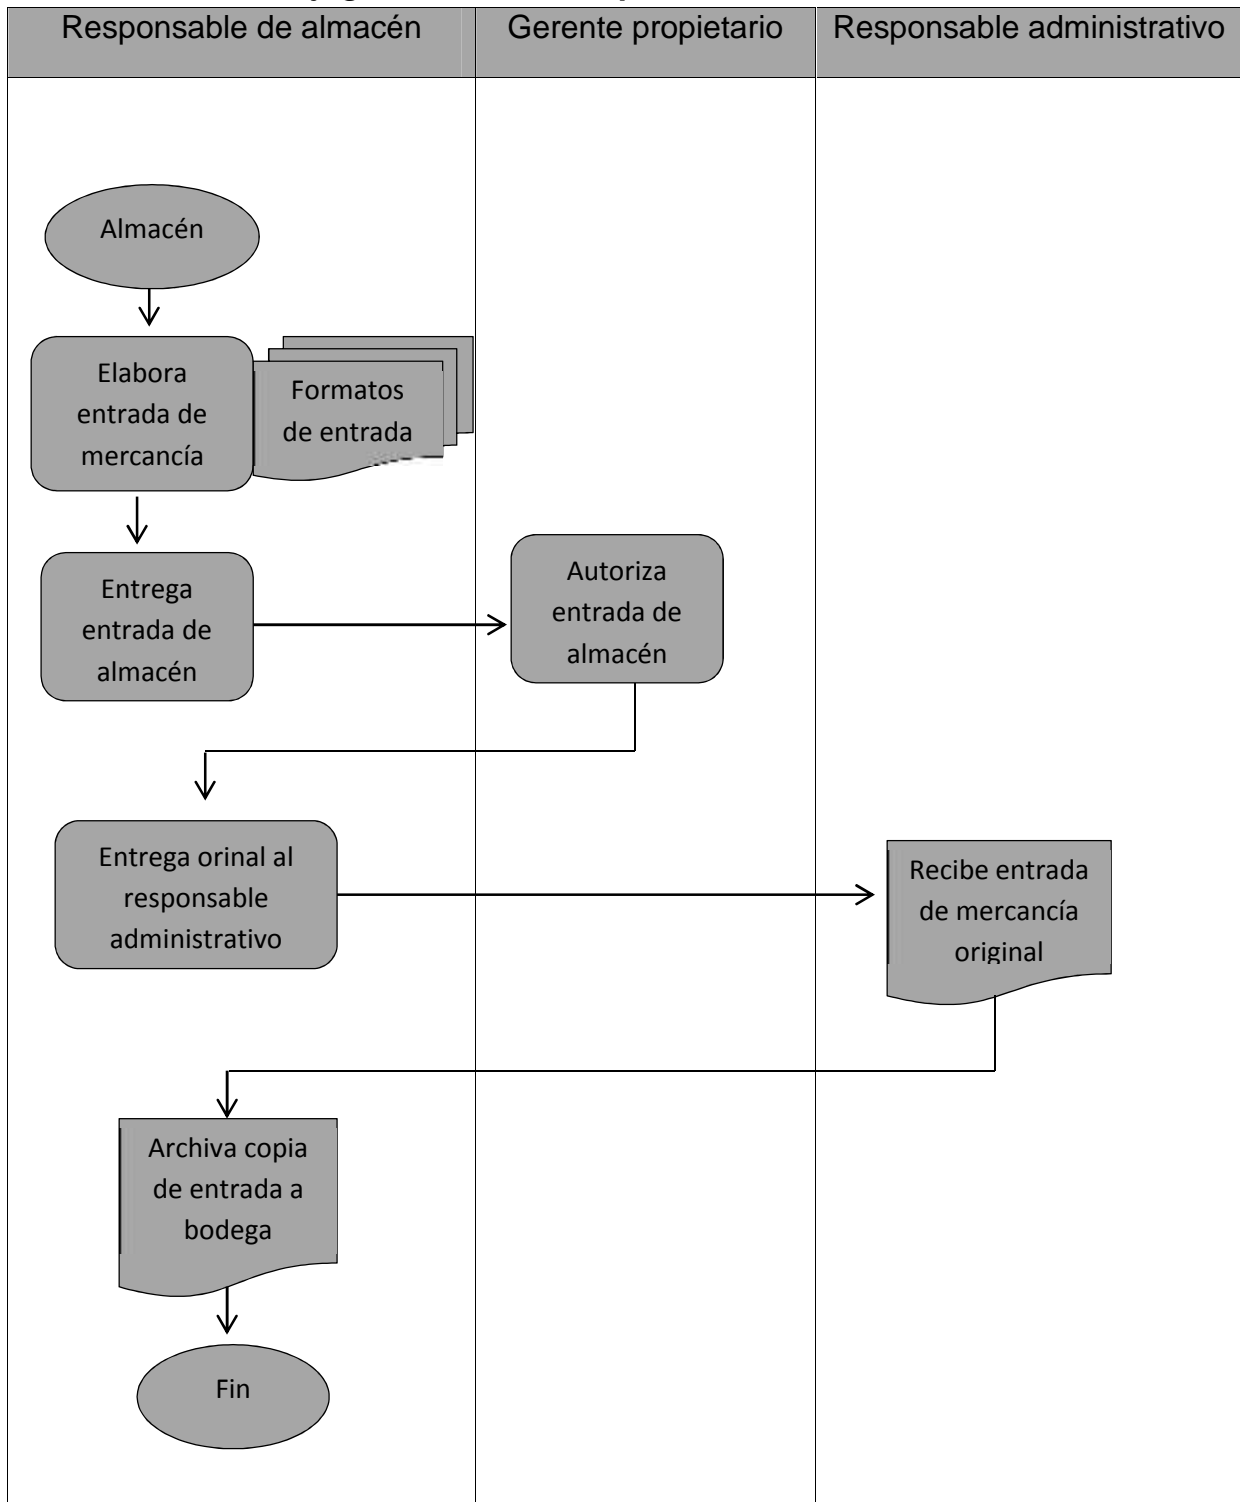 Responsable de almacén
Gerente propietario
Responsable administrativo
Almacén
Elabora
entrada de
mercancía
Formatos
de entrada
Entrega
entrada de
almacén
Autoriza
entrada de
almacén
Entrega orinal al
responsable
administrativo
Recibe entrada
de mercancía
original
Archiva copia
de entrada a
bodega
Fin